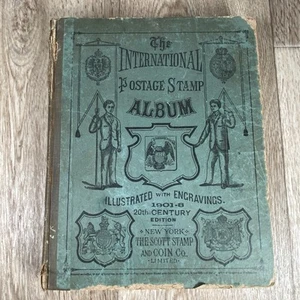 The
INTERNATIONAL
POSTAGE STAMP
ALBUM
ILLUSTRATED WITH ENGRAVINGS.
1901-6
20th CENTURY
EDITION
NEW YORK
THE SCOTT STAMP
AND COIN CO.
LIMITED